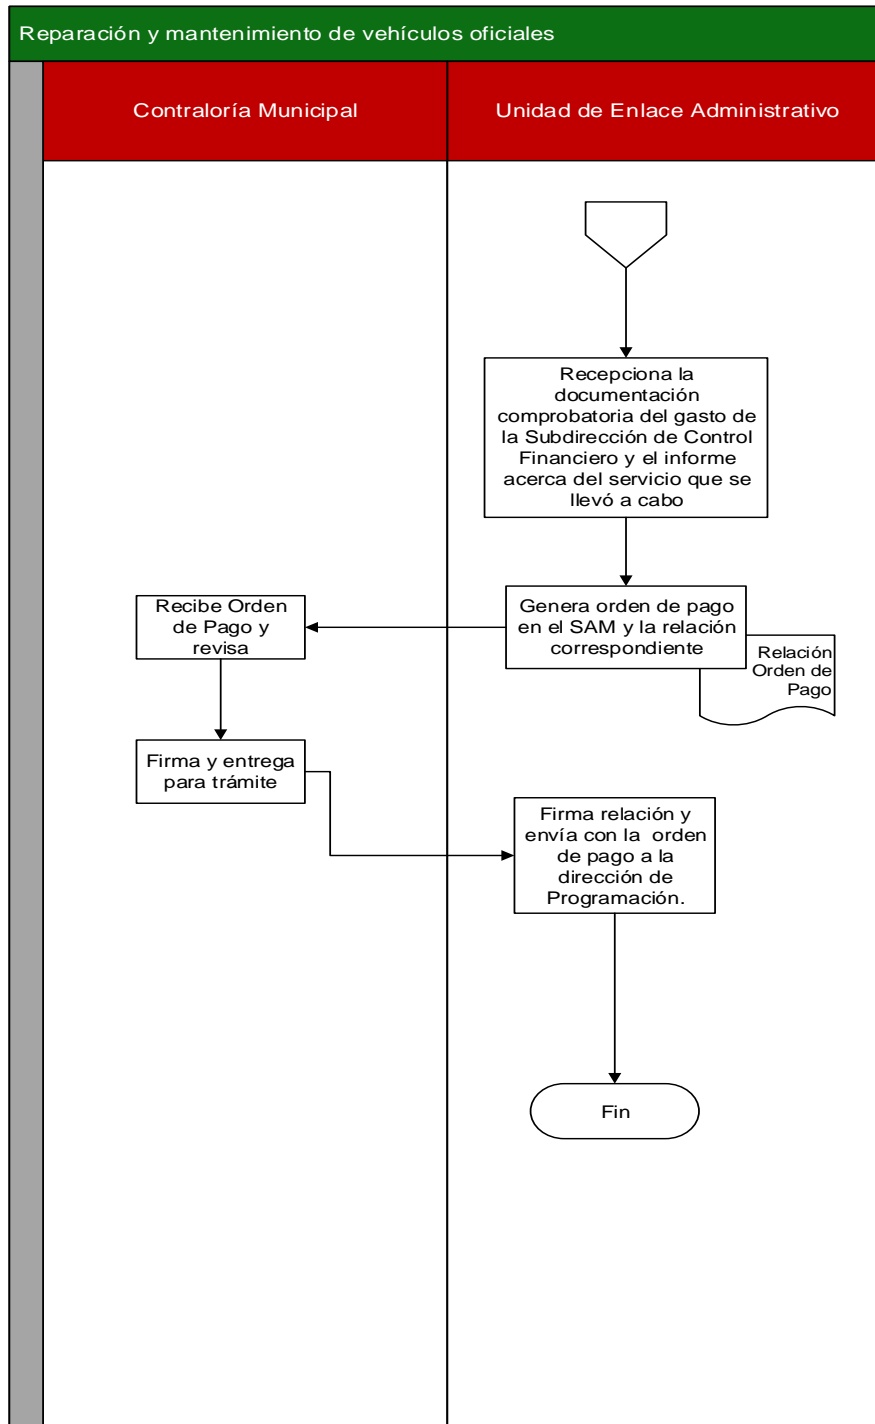 Reparación y mantenimiento de vehículos oficiales
Contraloría Municipal
Unidad de Enlace Administrativo
Recepciona la
documentación
comprobatoria del gasto de
la Subdirección de Control
Financiero y el informe
acerca del servicio que se
llevó a cabo
Genera orden de pago
en el SAM y la relación
correspondiente
Relación
Orden de
Pago
Recibe Orden
de Pago y
revisa
Firma y entrega
para trámite
Firma relación y
envía con la  orden
de pago a la
dirección de
Programación.
Fin